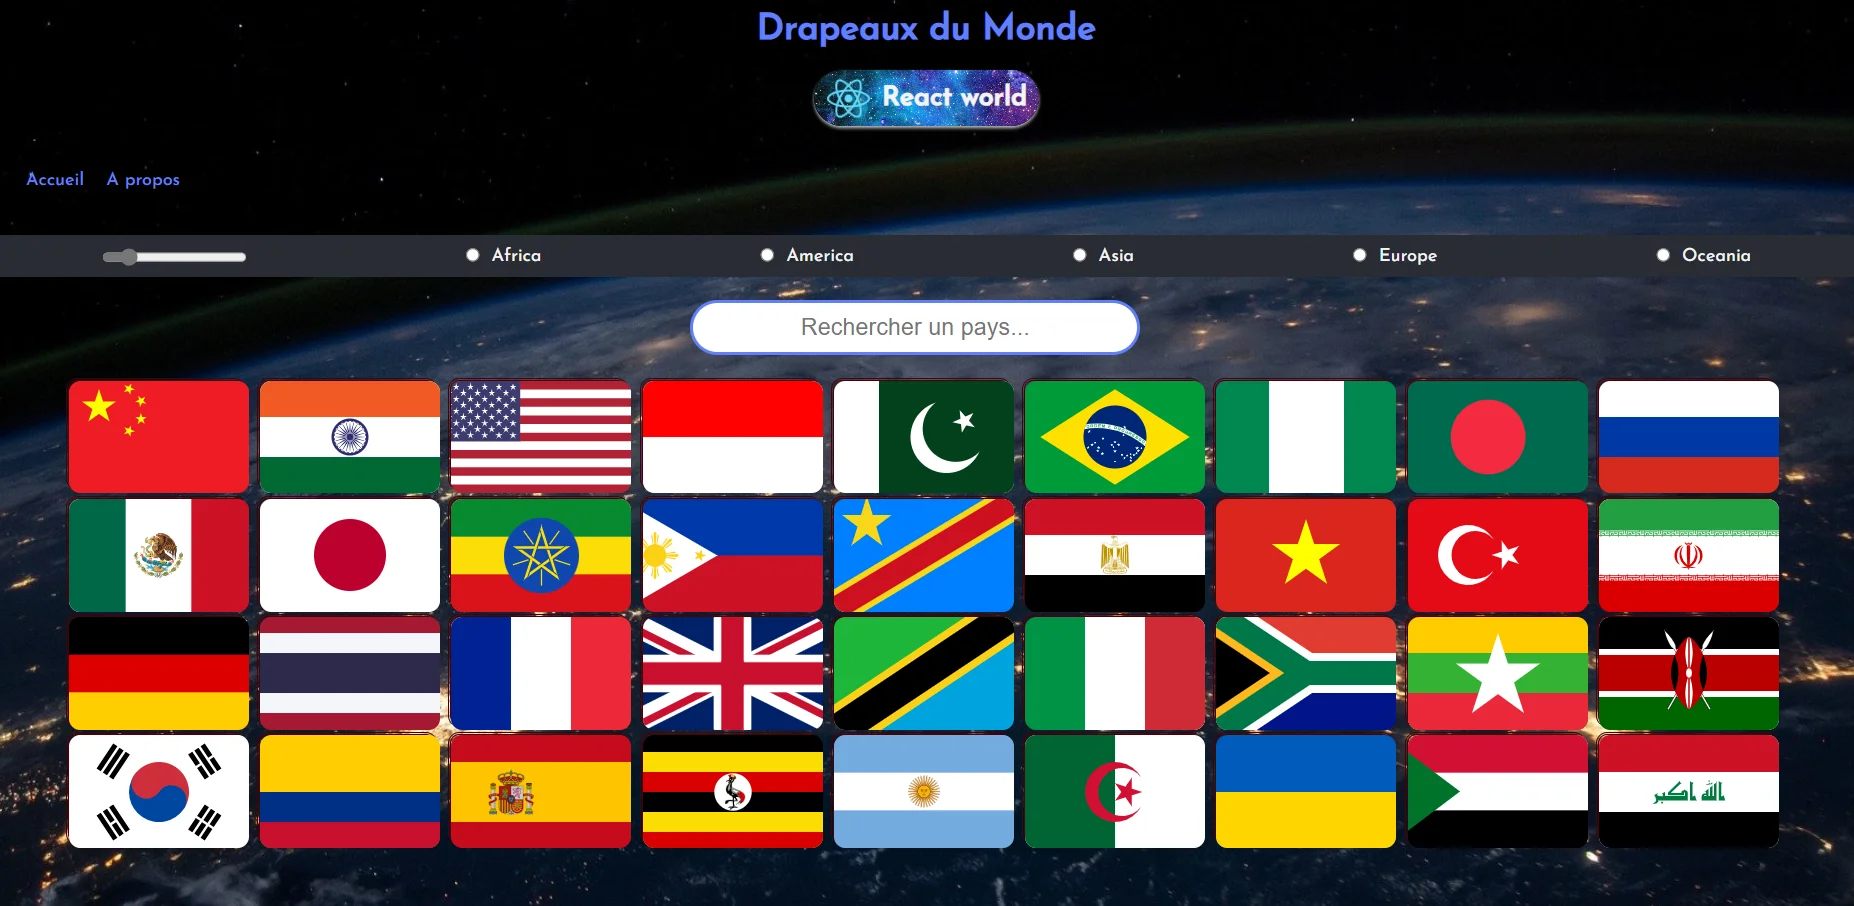 Drapeaux du Monde
React world
Accueil A propos
Africa America Asia Europe Oceania
Rechercher un pays...
الله اكبر